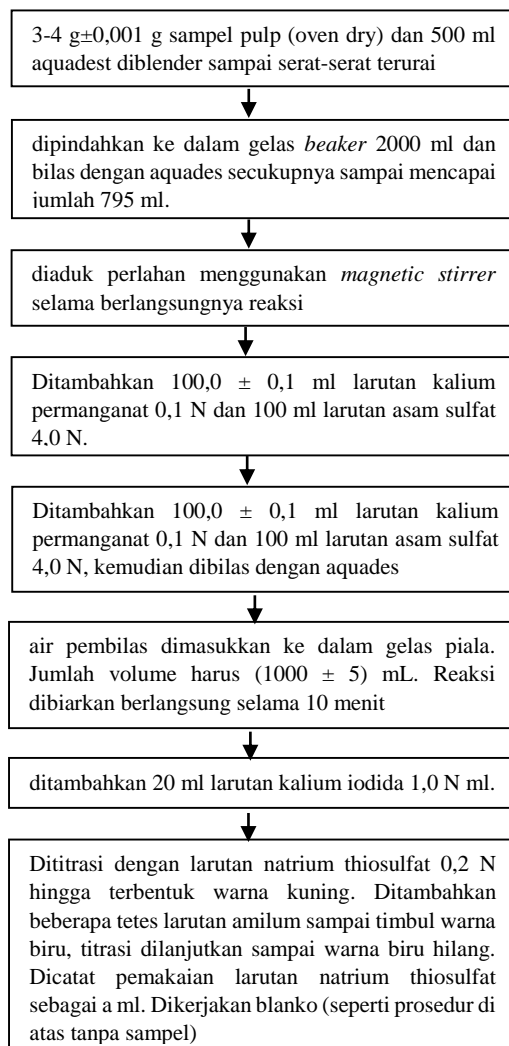 3-4 g±0,001 g sampel pulp (oven dry) dan 500 ml
aquadest diblender sampai serat-serat terurai
dipindahkan ke dalam gelas beaker 2000 ml dan
bilas dengan aquades secukupnya sampai mencapai
jumlah 795 ml.
diaduk perlahan menggunakan magnetic stirrer
selama berlangsungnya reaksi
Ditambahkan 100,0 ± 0,1 ml larutan kalium
permanganat 0,1 N dan 100 ml larutan asam sulfat
4,0 N.
Ditambahkan 100,0 ± 0,1 ml larutan kalium
permanganat 0,1 N dan 100 ml larutan asam sulfat
4,0 N, kemudian dibilas dengan aquades
air pembilas dimasukkan ke dalam gelas piala.
Jumlah volume harus (1000 ± 5) mL. Reaksi
dibiarkan berlangsung selama 10 menit
ditambahkan 20 ml larutan kalium iodida 1,0 N ml.
Dititrasi dengan larutan natrium thiosulfat 0,2 N
hingga terbentuk warna kuning. Ditambahkan
beberapa tetes larutan amilum sampai timbul warna
biru, titrasi dilanjutkan sampai warna biru hilang.
Dicatat pemakaian larutan natrium thiosulfat
sebagai a ml. Dikerjakan blanko (seperti prosedur di
atas tanpa sampel)